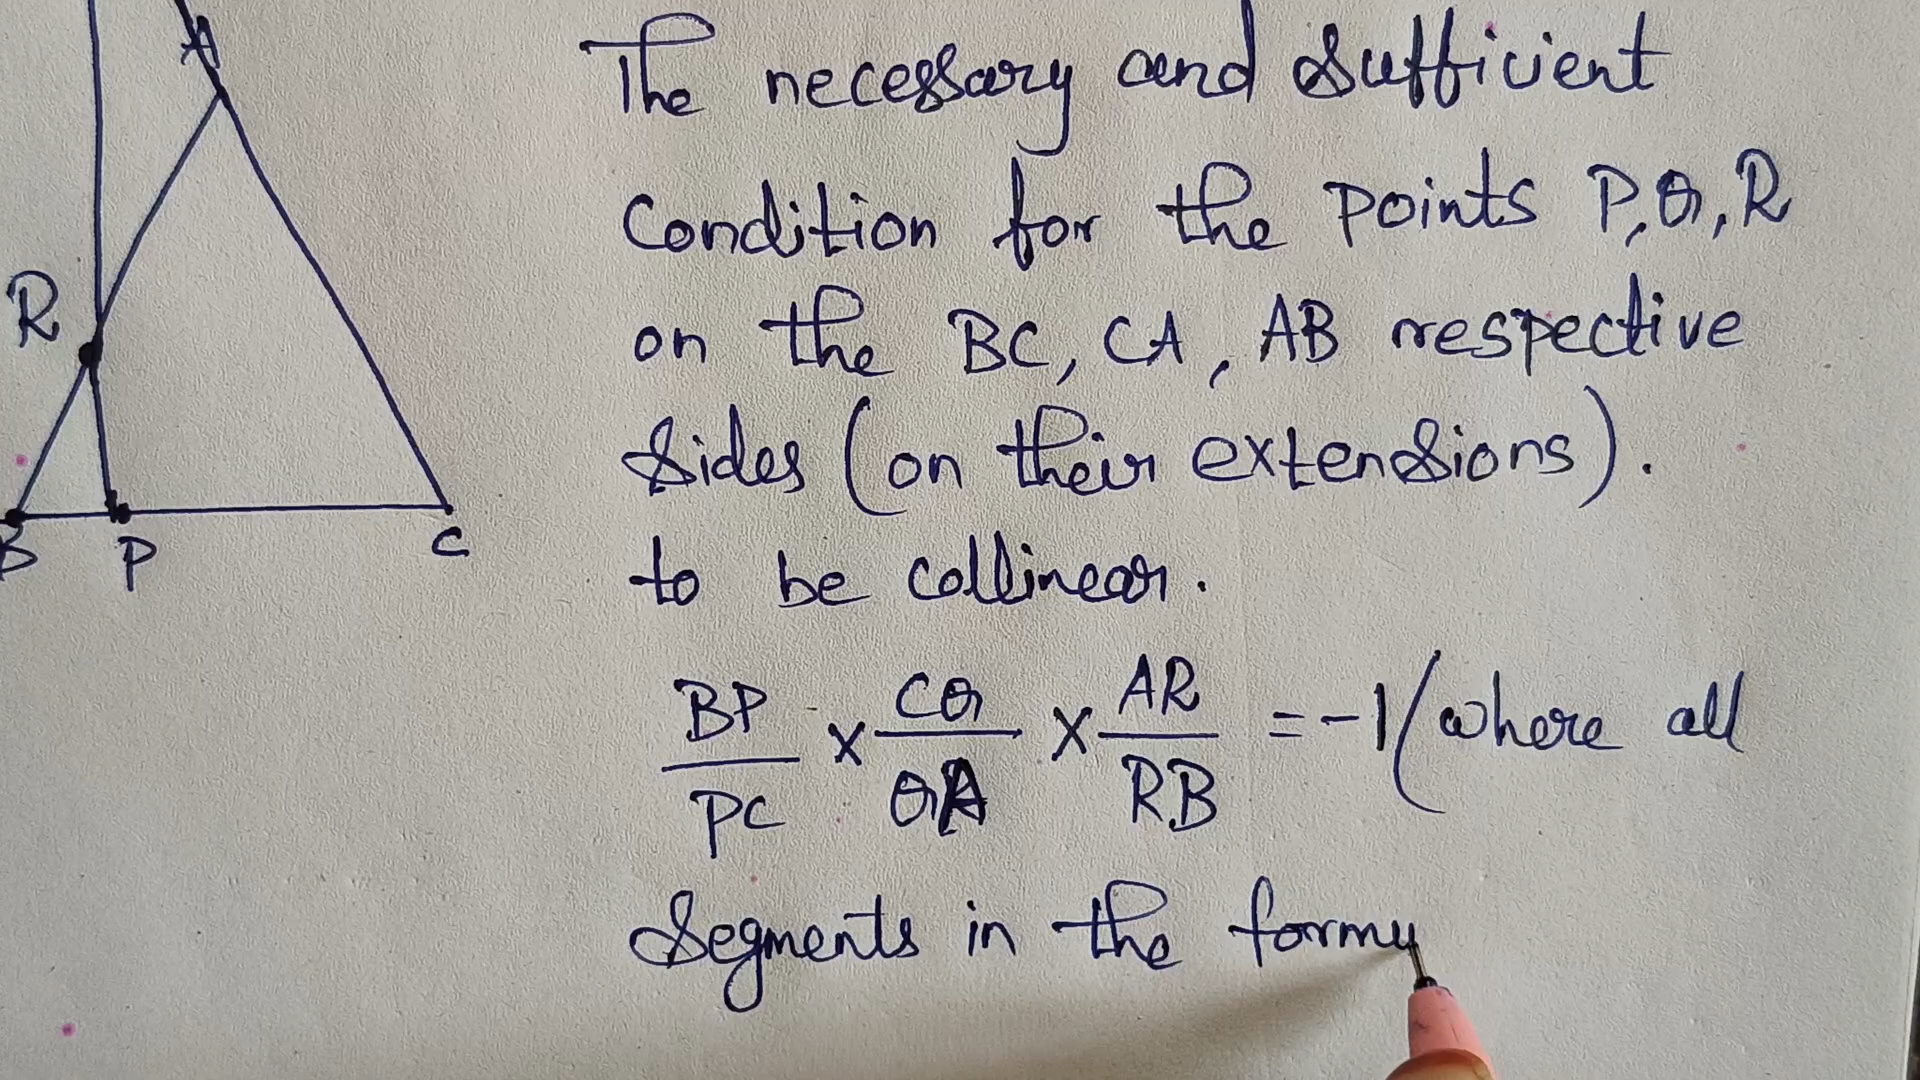 A
R
B
P
C
The necessary and sufficient
condition for the points P, Q, R
on the BC, CA, AB respective
sides (on their extensions).
to be collinear.
BP/PC × CQ/QA × AR/RB = -1 (where all
segments in the formu